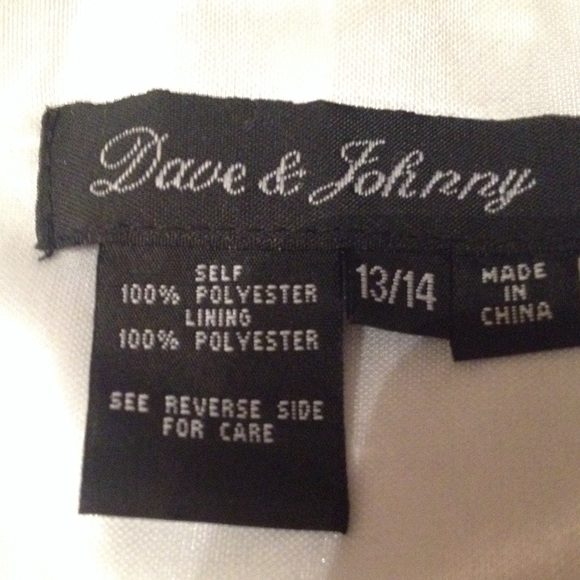 Dave & Johnny
SELF
100% POLYESTER
LINING
100% POLYESTER
SEE REVERSE SIDE
FOR CARE
13/14
MADE
IN
CHINA